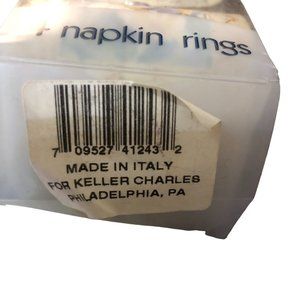 napkin rings
7 09527 41243 2
MADE IN ITALY
FOR KELLER CHARLES
PHILADELPHIA, PA